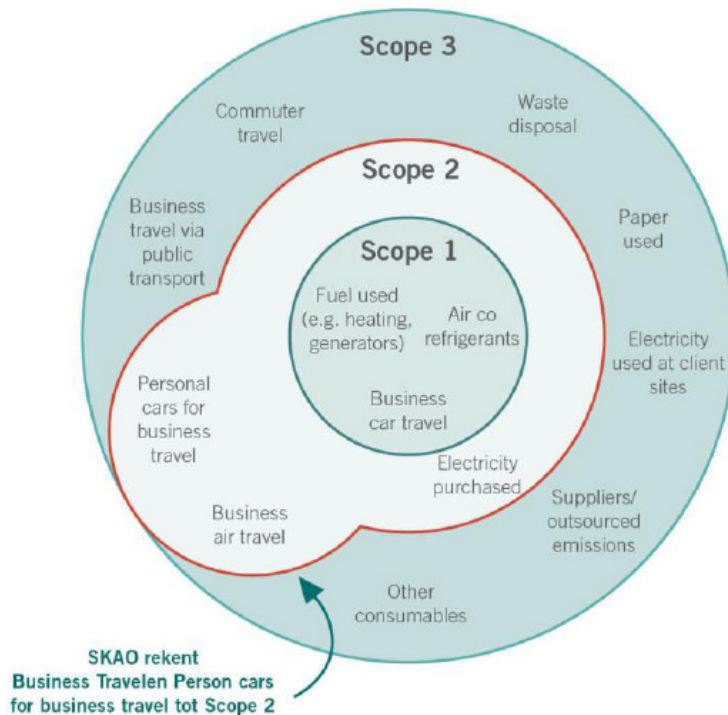 Scope 3
Commuter
travel
Waste
disposal
Scope 2
Business
travel via
public
transport
Paper
used
Scope 1
Fuel used
(e.g. heating,
generators)
Air co
refrigerants
Electricity
used at client
sites
Personal
cars for
business
travel
Business
car travel
Electricity
purchased
Suppliers/
outsourced
emissions
Business
air travel
Other
consumables
SKAO rekent
Business Travelen Person cars
for business travel tot Scope 2